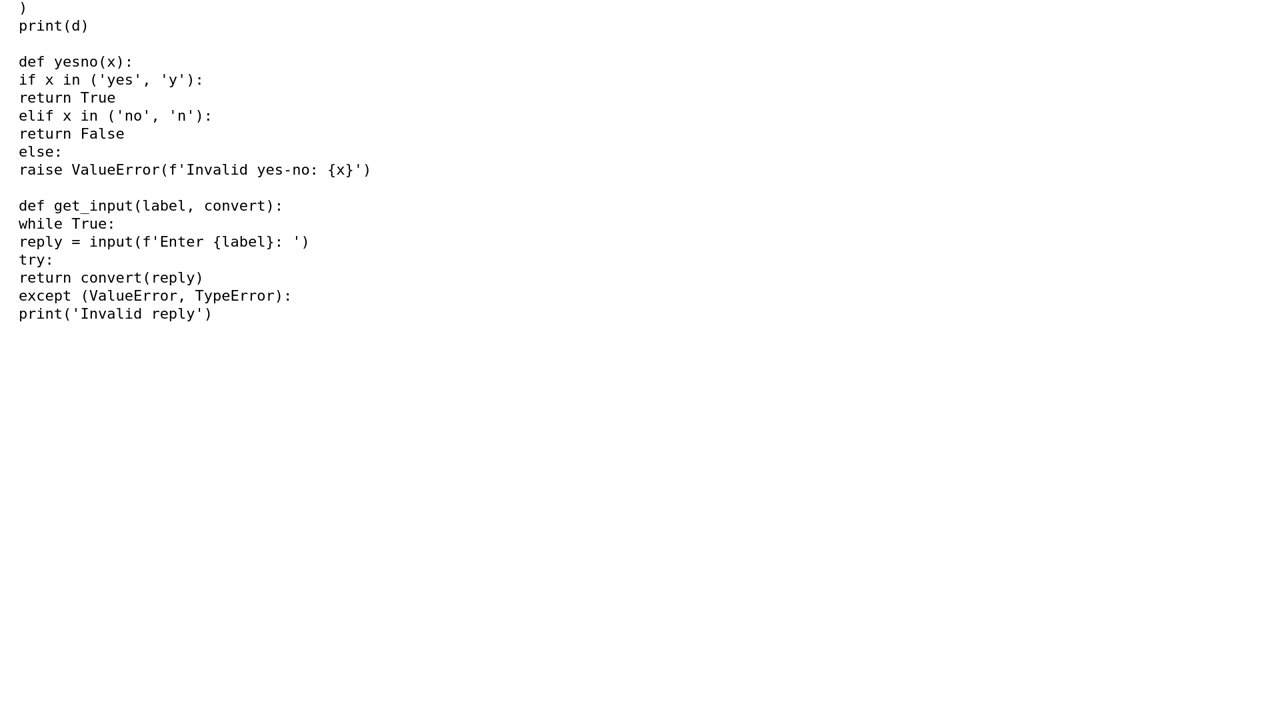 )
print(d)

def yesno(x):
if x in ('yes', 'y'):
return True
elif x in ('no', 'n'):
return False
else:
raise ValueError(f'Invalid yes-no: {x}')

def get_input(label, convert):
while True:
reply = input(f'Enter {label}: ')
try:
return convert(reply)
except (ValueError, TypeError):
print('Invalid reply')